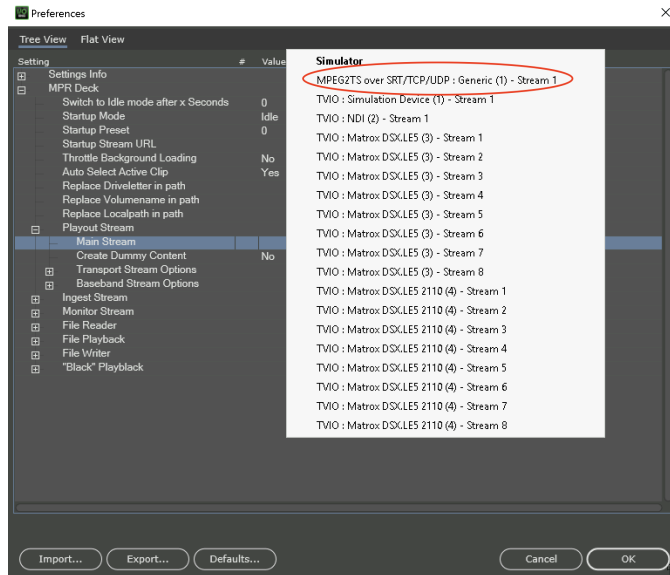 Preferences
Tree View Flat View
Setting # Value
Settings Info
MPR Deck
Switch to Idle mode after x Seconds 0
Startup Mode Idle
Startup Preset 0
Startup Stream URL
Throttle Background Loading No
Auto Select Active Clip Yes
Replace Driveletter in path
Replace Volumename in path
Replace Localpath in path
Playout Stream
Main Stream
Create Dummy Content No
Transport Stream Options
Baseband Stream Options
Ingest Stream
Monitor Stream
File Reader
File Playback
File Writer
"Black" Playblack
Simulator
MPEG2TS over SRT/TCP/UDP : Generic (1) - Stream 1
TVIO : Simulation Device (1) - Stream 1
TVIO : NDI (2) - Stream 1
TVIO : Matrox DSX.LE5 (3) - Stream 1
TVIO : Matrox DSX.LE5 (3) - Stream 2
TVIO : Matrox DSX.LE5 (3) - Stream 3
TVIO : Matrox DSX.LE5 (3) - Stream 4
TVIO : Matrox DSX.LE5 (3) - Stream 5
TVIO : Matrox DSX.LE5 (3) - Stream 6
TVIO : Matrox DSX.LE5 (3) - Stream 7
TVIO : Matrox DSX.LE5 (3) - Stream 8
TVIO : Matrox DSX.LE5 2110 (4) - Stream 1
TVIO : Matrox DSX.LE5 2110 (4) - Stream 2
TVIO : Matrox DSX.LE5 2110 (4) - Stream 3
TVIO : Matrox DSX.LE5 2110 (4) - Stream 4
TVIO : Matrox DSX.LE5 2110 (4) - Stream 5
TVIO : Matrox DSX.LE5 2110 (4) - Stream 6
TVIO : Matrox DSX.LE5 2110 (4) - Stream 7
TVIO : Matrox DSX.LE5 2110 (4) - Stream 8
Import... Export... Defaults... Cancel OK